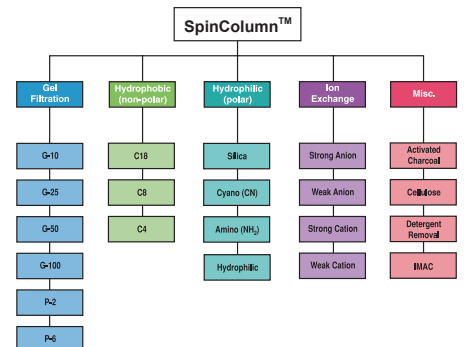 SpinColumn™
Gel
Filtration
Hydrophobic
(non-polar)
Hydrophilic
(polar)
Ion
Exchange
Misc.
G-10
G-25
G-50
G-100
P-2
P-6
C18
C8
C4
Silica
Cyano (CN)
Amino (NH₂)
Hydrophilic
Strong Anion
Weak Anion
Strong Cation
Weak Cation
Activated
Charcoal
Cellulose
Detergent
Removal
IMAC